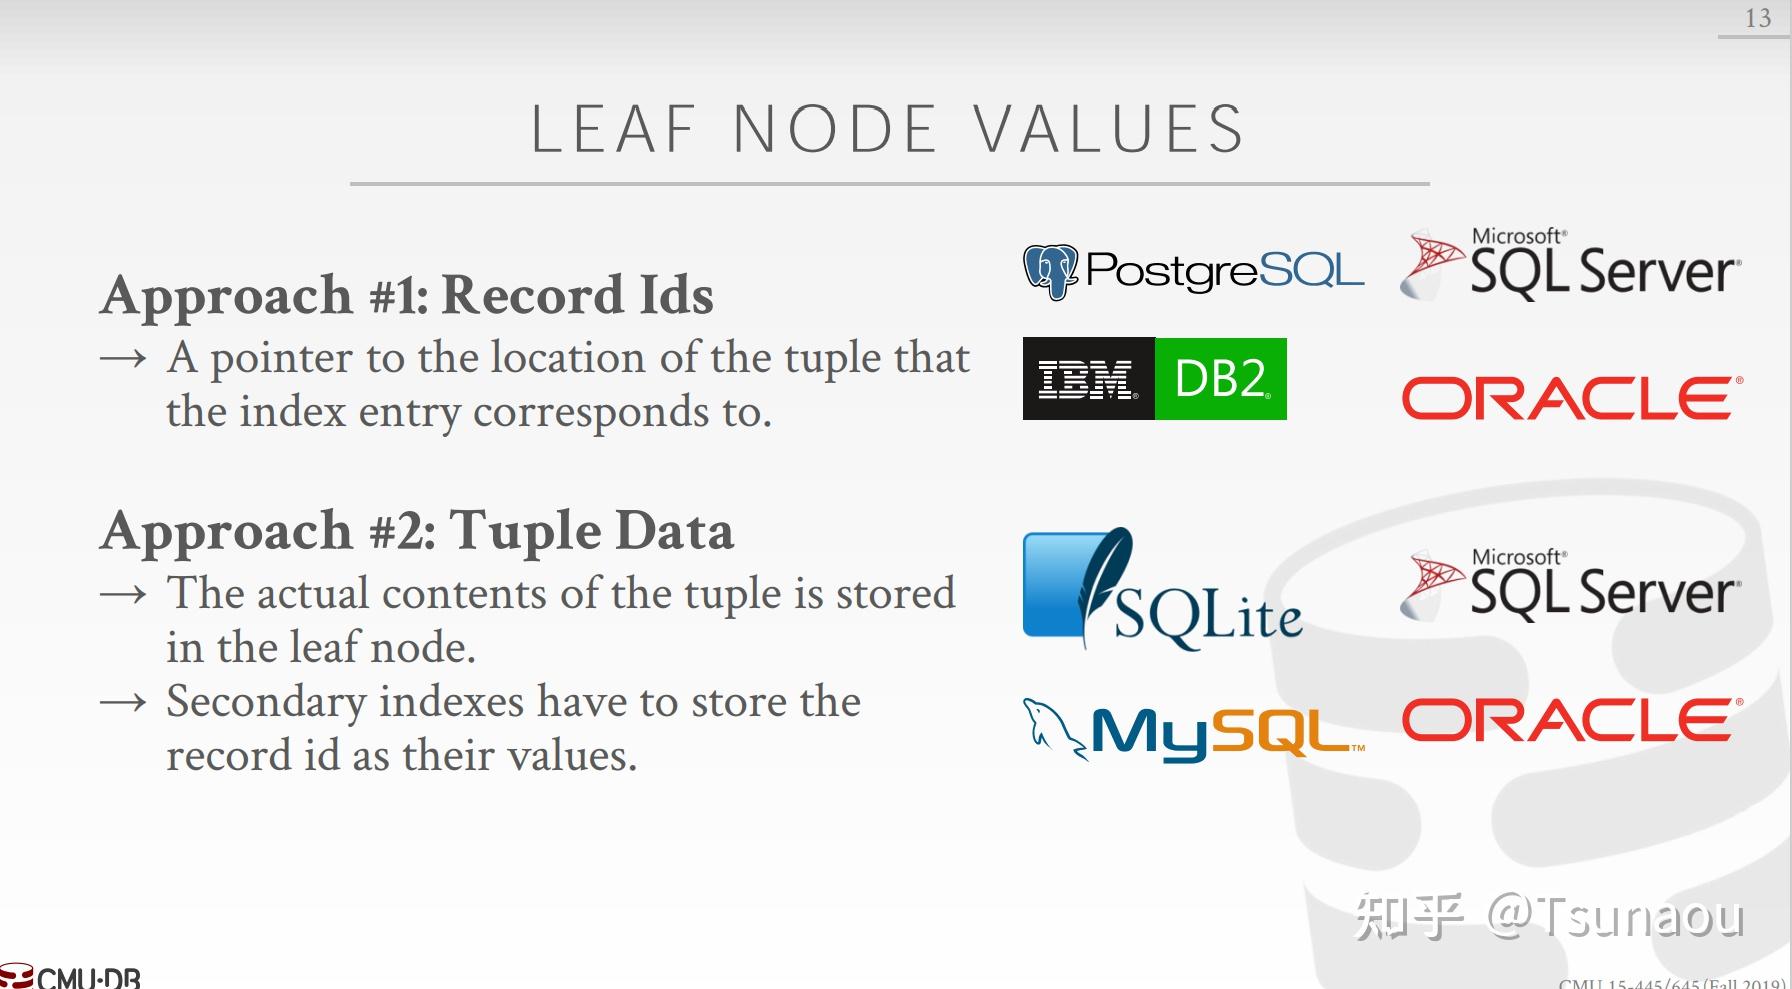 13
LEAF NODE VALUES
Approach #1: Record Ids
→ A pointer to the location of the tuple that
the index entry corresponds to.
PostgreSQL
Microsoft®
SQL Server®
IBM® DB2®
ORACLE®
Approach #2: Tuple Data
→ The actual contents of the tuple is stored
in the leaf node.
→ Secondary indexes have to store the
record id as their values.
SQLite
Microsoft®
SQL Server®
MySQL™
ORACLE®
知乎 @Tsunaou
CMU·DB
CMU 15-445/645 (Fall 2019)